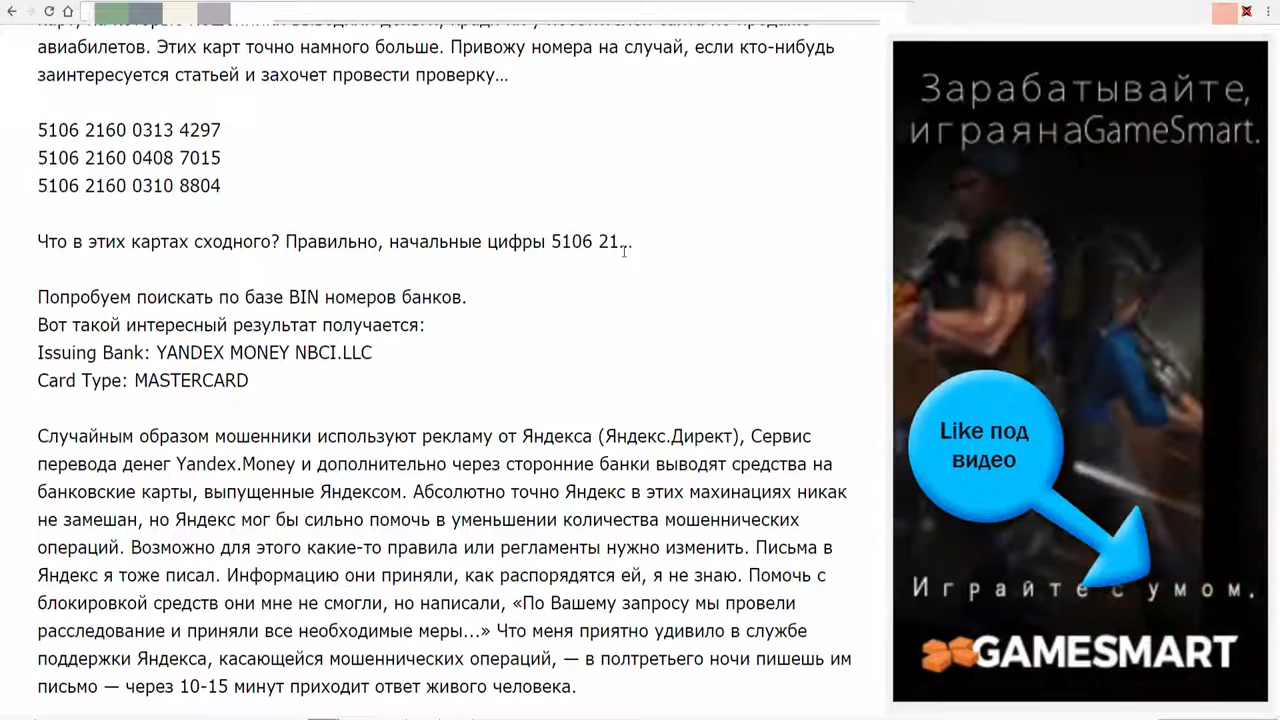 авиабилетов. Этих карт точно намного больше. Привожу номера на случай, если кто-нибудь
заинтересуется статьей и захочет провести проверку…
5106 2160 0313 4297
5106 2160 0408 7015
5106 2160 0310 8804
Что в этих картах сходного? Правильно, начальные цифры 5106 21…
Попробуем поискать по базе BIN номеров банков.
Вот такой интересный результат получается:
Issuing Bank: YANDEX MONEY NBCI.LLC
Card Type: MASTERCARD
Случайным образом мошенники используют рекламу от Яндекса (Яндекс.Директ), Сервис
перевода денег Yandex.Money и дополнительно через сторонние банки выводят средства на
банковские карты, выпущенные Яндексом. Абсолютно точно Яндекс в этих махинациях никак
не замешан, но Яндекс мог бы сильно помочь в уменьшении количества мошеннических
операций. Возможно для этого какие-то правила или регламенты нужно изменить. Письма в
Яндекс я тоже писал. Информацию они приняли, как распорядятся ей, я не знаю. Помочь с
блокировкой средств они мне не смогли, но написали, «По Вашему запросу мы провели
расследование и приняли все необходимые меры...» Что меня приятно удивило в службе
поддержки Яндекса, касающейся мошеннических операций, — в полтретьего ночи пишешь им
письмо — через 10-15 минут приходит ответ живого человека.
Зарабатывайте,
играянаGameSmart.
Like под
видео
Играйте с умом.
GAMESMART